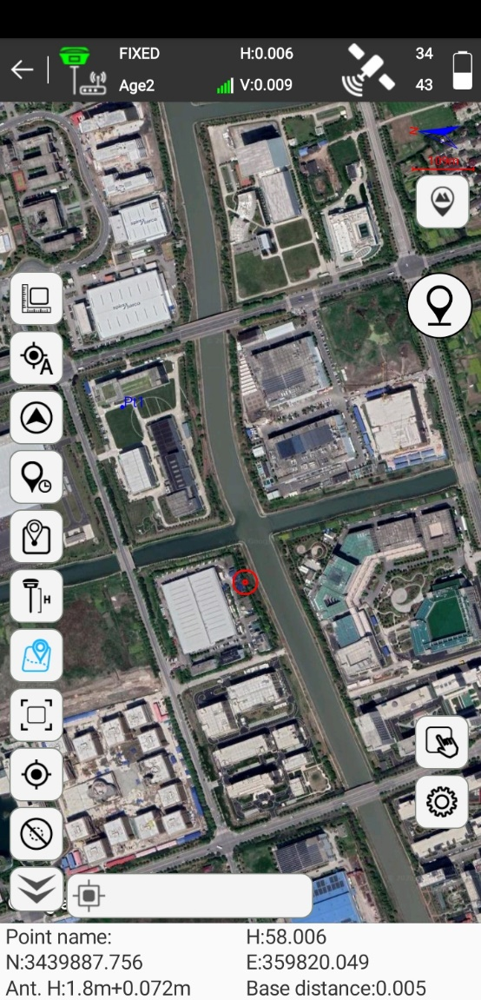 FIXED H:0.006 34
Age2 V:0.009 43
N
A
Pt1
H
Point name: H:58.006
N:3439887.756 E:359820.049
Ant. H:1.8m+0.072m Base distance:0.005